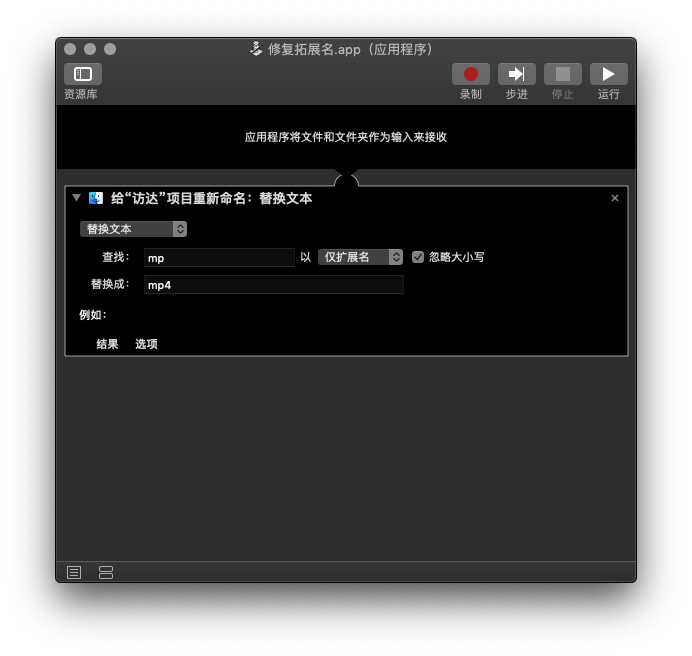 修复拓展名.app（应用程序）
资源库 录制 步进 停止 运行
应用程序将文件和文件夹作为输入来接收
给“访达”项目重新命名：替换文本
替换文本
查找： mp 以 仅扩展名 忽略大小写
替换成： mp4
例如：
结果 选项